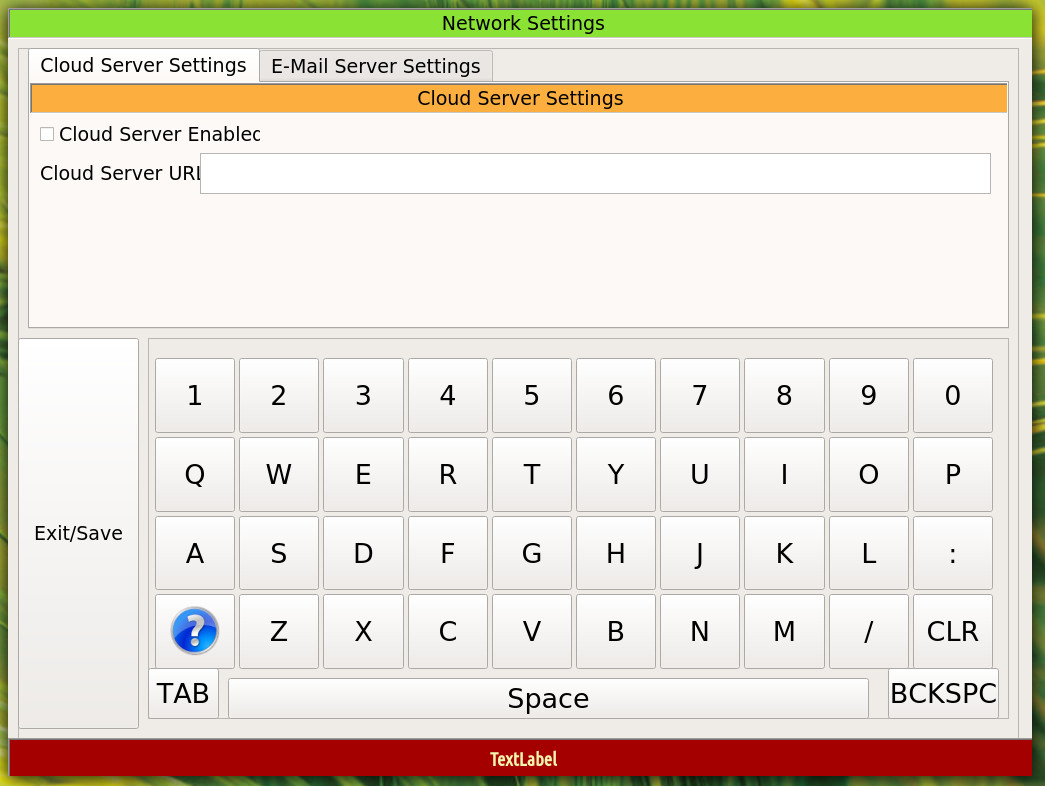 Network Settings
Cloud Server Settings
E-Mail Server Settings
Cloud Server Settings
Cloud Server Enablec
Cloud Server URL
1 2 3 4 5 6 7 8 9 0
Q W E R T Y U I O P
Exit/Save
A S D F G H J K L :
? Z X C V B N M / CLR
TAB Space BCKSPC
TextLabel